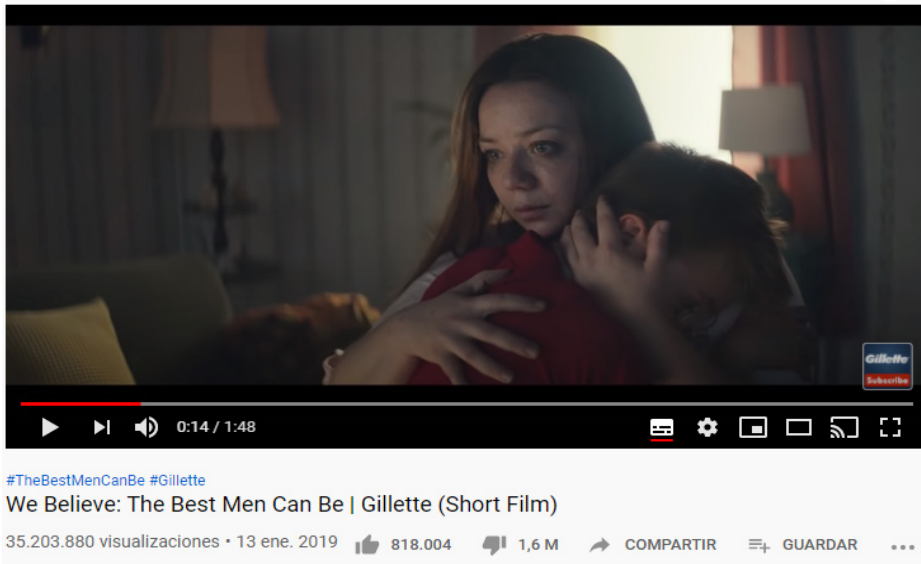 Gillette
Subscribe
0:14 / 1:48
#TheBestMenCanBe #Gillette
We Believe: The Best Men Can Be | Gillette (Short Film)
35.203.880 visualizaciones • 13 ene. 2019 818.004 1,6 M COMPARTIR GUARDAR